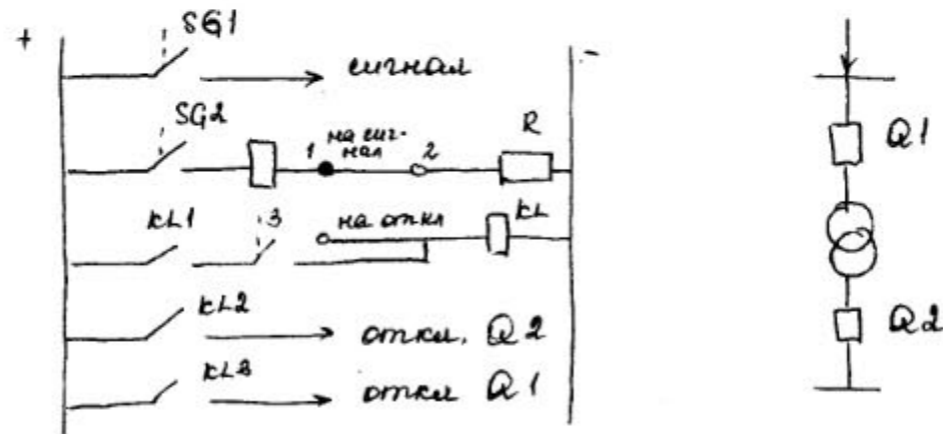 + SG1 -
сигнал
SG2
1 на сиг-
нал 2 R
KL1 3 на откл KL
KL2
откл. Q2
KL3
откл Q1
Q1
Q2